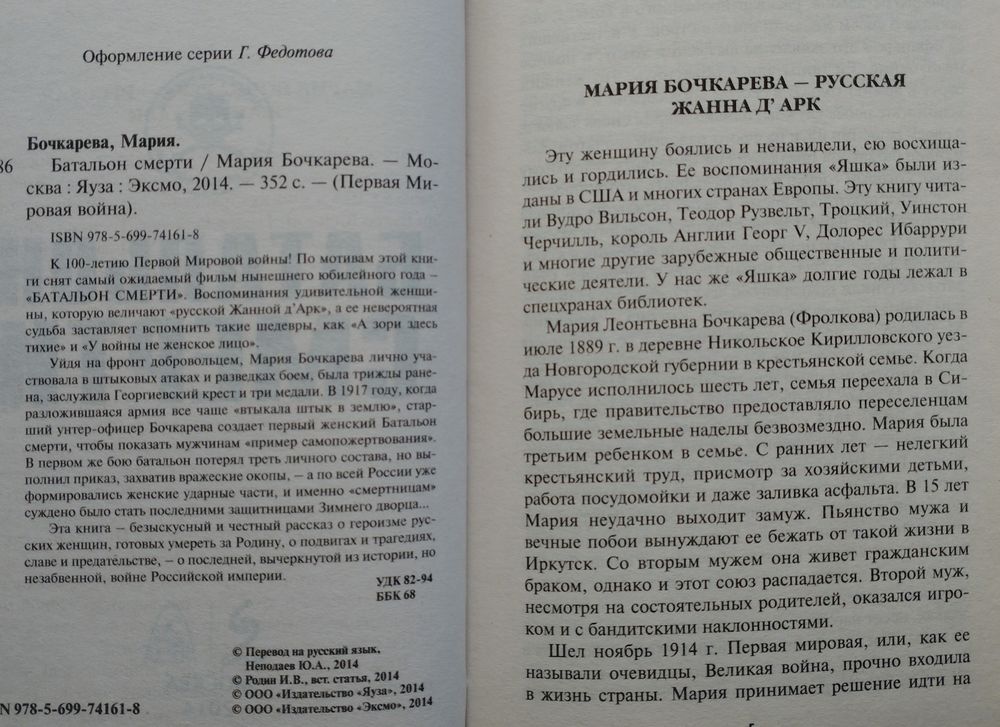 Оформление серии Г. Федотова
Бочкарева, Мария.
86
Батальон смерти / Мария Бочкарева. — Мо-
сква : Яуза : Эксмо, 2014. — 352 с. — (Первая Ми-
ровая война).
ISBN 978-5-699-74161-8
К 100-летию Первой Мировой войны! По мотивам этой кни-
ги снят самый ожидаемый фильм нынешнего юбилейного года –
«БАТАЛЬОН СМЕРТИ». Воспоминания удивительной женщи-
ны, которую величают «русской Жанной д'Арк», а ее невероятная
судьба заставляет вспомнить такие шедевры, как «А зори здесь
тихие» и «У войны не женское лицо».
Уйдя на фронт добровольцем, Мария Бочкарева лично уча-
ствовала в штыковых атаках и разведках боем, была трижды ране-
на, заслужила Георгиевский крест и три медали. В 1917 году, когда
разложившаяся армия все чаще «втыкала штык в землю», стар-
ший унтер-офицер Бочкарева создает первый женский Батальон
смерти, чтобы показать мужчинам «пример самопожертвования».
В первом же бою батальон потерял треть личного состава, но вы-
полнил приказ, захватив вражеские окопы, – а по всей России уже
формировались женские ударные части, и именно «смертницам»
суждено было стать последними защитницами Зимнего дворца...
Эта книга – безыскусный и честный рассказ о героизме рус-
ских женщин, готовых умереть за Родину, о подвигах и трагедиях,
славе и предательстве, – о последней, вычеркнутой из истории, но
незабвенной, войне Российской империи.
УДК 82-94
ББК 68
© Перевод на русский язык,
Неподаев Ю.А., 2014
© Родин И.В., вст. статья, 2014
© ООО «Издательство «Яуза», 2014
© ООО «Издательство «Эксмо», 2014
N 978-5-699-74161-8
МАРИЯ БОЧКАРЕВА — РУССКАЯ
ЖАННА Д' АРК
Эту женщину боялись и ненавидели, ею восхища-
лись и гордились. Ее воспоминания «Яшка» были из-
даны в США и многих странах Европы. Эту книгу чита-
ли Вудро Вильсон, Теодор Рузвельт, Троцкий, Уинстон
Черчилль, король Англии Георг V, Долорес Ибаррури
и многие другие зарубежные общественные и полити-
ческие деятели. У нас же «Яшка» долгие годы лежал в
спецхранах библиотек.
Мария Леонтьевна Бочкарева (Фролкова) родилась в
июле 1889 г. в деревне Никольское Кирилловского уез-
да Новгородской губернии в крестьянской семье. Когда
Марусе исполнилось шесть лет, семья переехала в Си-
бирь, где правительство предоставляло переселенцам
большие земельные наделы безвозмездно. Мария была
третьим ребенком в семье. С ранних лет — нелегкий
крестьянский труд, присмотр за хозяйскими детьми,
работа посудомойки и даже заливка асфальта. В 15 лет
Мария неудачно выходит замуж. Пьянство мужа и
вечные побои вынуждают ее бежать от такой жизни в
Иркутск. Со вторым мужем она живет гражданским
браком, однако и этот союз распадается. Второй муж,
несмотря на состоятельных родителей, оказался игро-
ком и с бандитскими наклонностями.
Шел ноябрь 1914 г. Первая мировая, или, как ее
называли очевидцы, Великая война, прочно входила
в жизнь страны. Мария принимает решение идти на